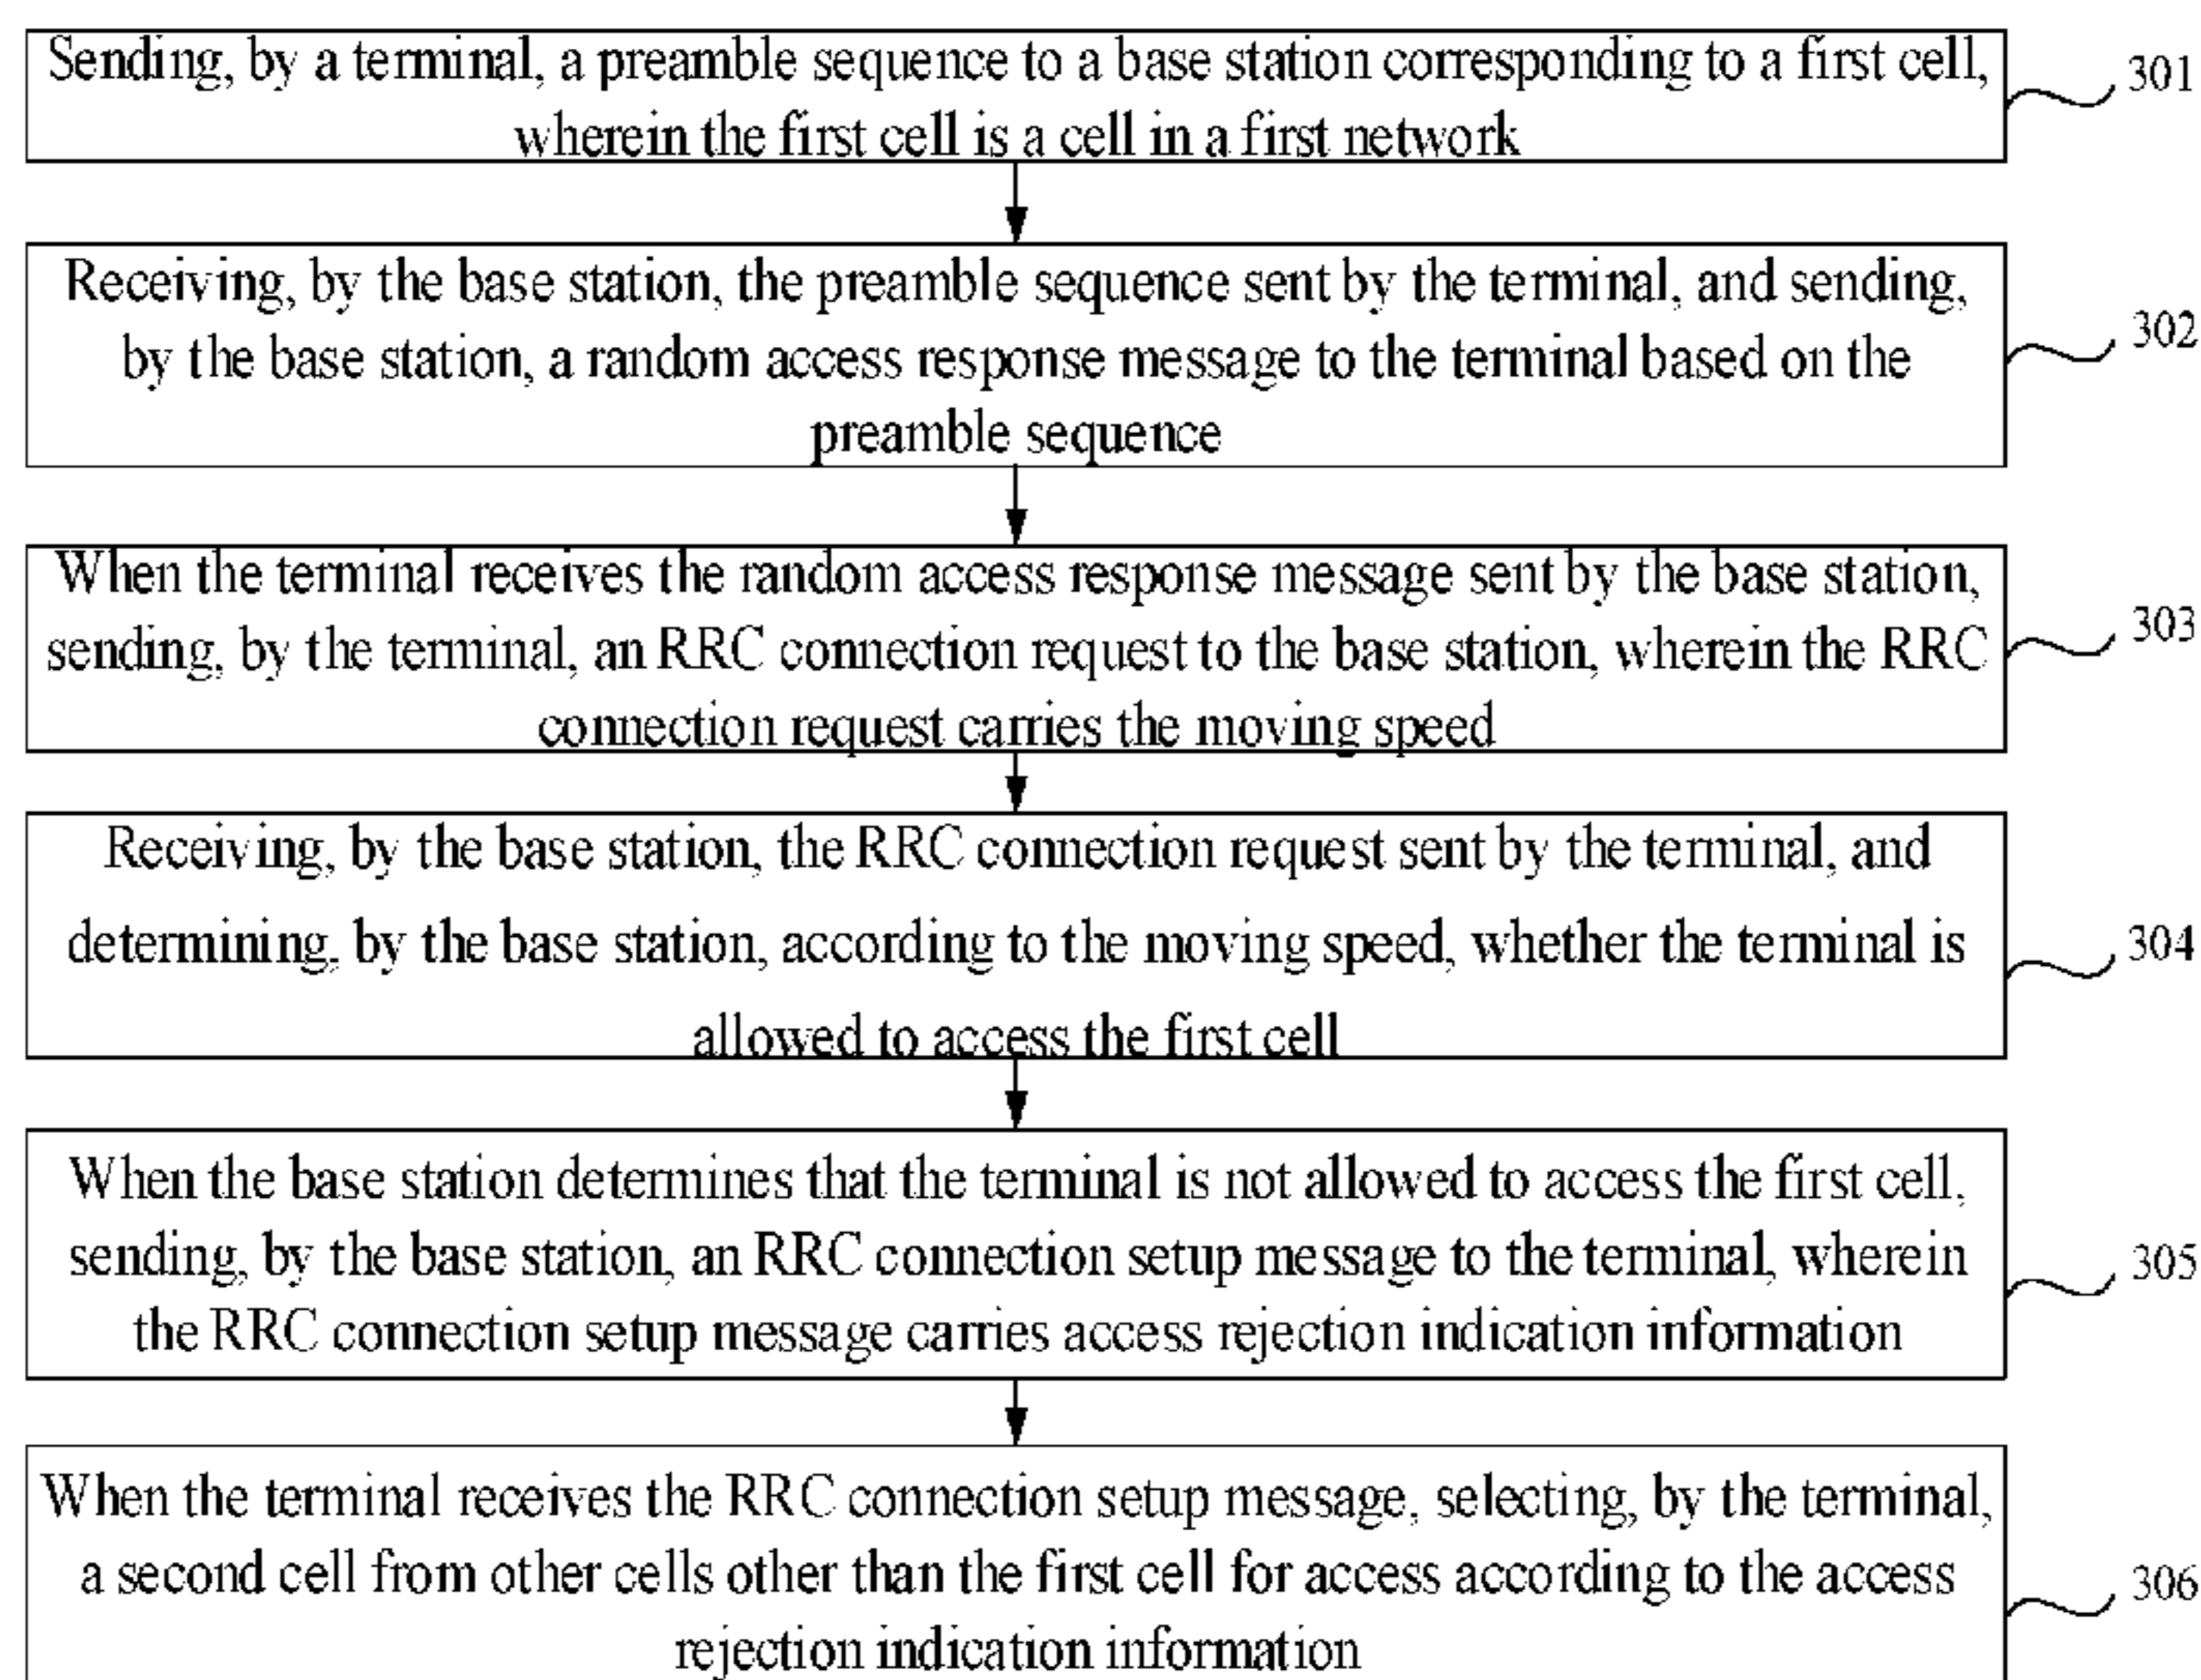 Sending, by a terminal, a preamble sequence to a base station corresponding to a first cell,
wherein the first cell is a cell in a first network
301
Receiving, by the base station, the preamble sequence sent by the terminal, and sending,
by the base station, a random access response message to the terminal based on the
preamble sequence
302
When the terminal receives the random access response message sent by the base station,
sending, by the terminal, an RRC connection request to the base station, wherein the RRC
connection request carries the moving speed
303
Receiving, by the base station, the RRC connection request sent by the terminal, and
determining, by the base station, according to the moving speed, whether the terminal is
allowed to access the first cell
304
When the base station determines that the terminal is not allowed to access the first cell,
sending, by the base station, an RRC connection setup message to the terminal, wherein
the RRC connection setup message carries access rejection indication information
305
When the terminal receives the RRC connection setup message, selecting, by the terminal,
a second cell from other cells other than the first cell for access according to the access
rejection indication information
306